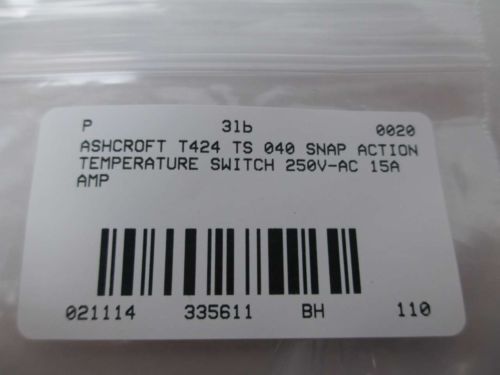 P 31b 0020
ASHCROFT T424 TS 040 SNAP ACTION
TEMPERATURE SWITCH 250V-AC 15A
AMP
021114 335611 BH 110